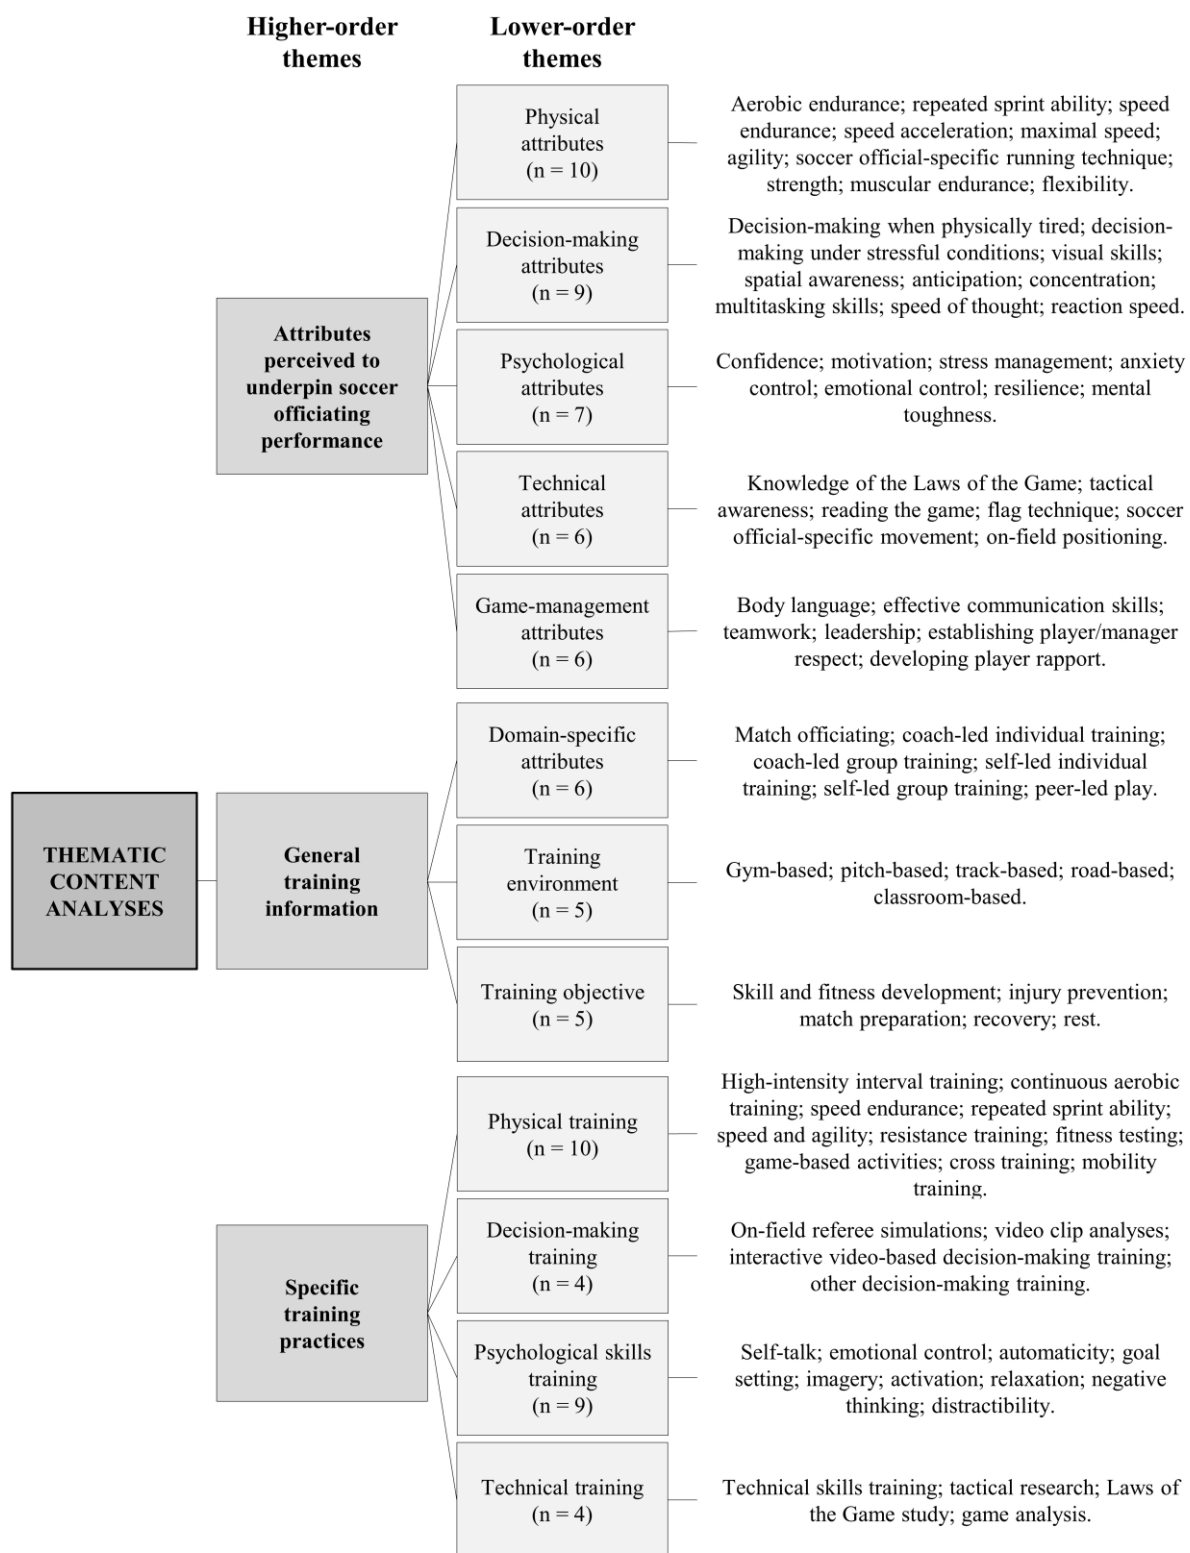 Higher-order
themes
Lower-order
themes
THEMATIC
CONTENT
ANALYSES
Attributes
perceived to
underpin soccer
officiating
performance
Physical
attributes
(n = 10)
Aerobic endurance; repeated sprint ability; speed
endurance; speed acceleration; maximal speed;
agility; soccer official-specific running technique;
strength; muscular endurance; flexibility.
Decision-making
attributes
(n = 9)
Decision-making when physically tired; decision-
making under stressful conditions; visual skills;
spatial awareness; anticipation; concentration;
multitasking skills; speed of thought; reaction speed.
Psychological
attributes
(n = 7)
Confidence; motivation; stress management; anxiety
control; emotional control; resilience; mental
toughness.
Technical
attributes
(n = 6)
Knowledge of the Laws of the Game; tactical
awareness; reading the game; flag technique; soccer
official-specific movement; on-field positioning.
Game-management
attributes
(n = 6)
Body language; effective communication skills;
teamwork; leadership; establishing player/manager
respect; developing player rapport.
General
training
information
Domain-specific
attributes
(n = 6)
Match officiating; coach-led individual training;
coach-led group training; self-led individual
training; self-led group training; peer-led play.
Training
environment
(n = 5)
Gym-based; pitch-based; track-based; road-based;
classroom-based.
Training objective
(n = 5)
Skill and fitness development; injury prevention;
match preparation; recovery; rest.
Specific
training
practices
Physical training
(n = 10)
High-intensity interval training; continuous aerobic
training; speed endurance; repeated sprint ability;
speed and agility; resistance training; fitness testing;
game-based activities; cross training; mobility
training.
Decision-making
training
(n = 4)
On-field referee simulations; video clip analyses;
interactive video-based decision-making training;
other decision-making training.
Psychological skills
training
(n = 9)
Self-talk; emotional control; automaticity; goal
setting; imagery; activation; relaxation; negative
thinking; distractibility.
Technical training
(n = 4)
Technical skills training; tactical research; Laws of
the Game study; game analysis.